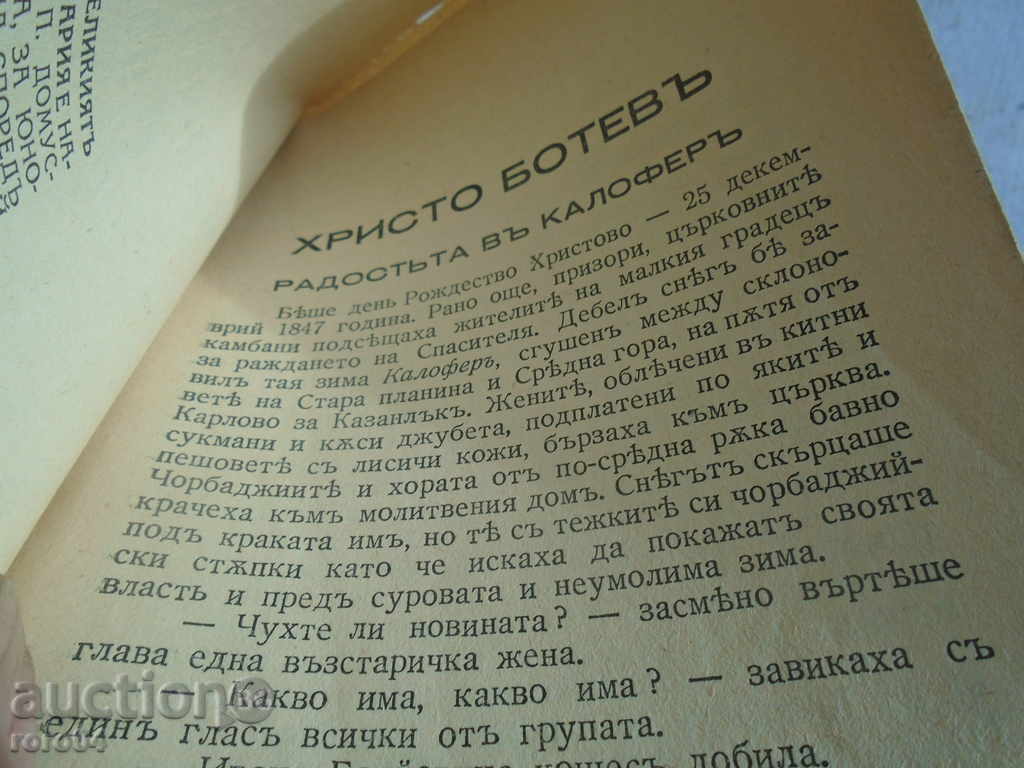 ЕЛИКИЯТЪ
АРИЯ Е НА-
П. ДОМУС-
А, ЗА ЮНО-
СПОРЕДЪ
ХРИСТО БОТЕВЪ
РАДОСТЬТА ВЪ КАЛОФЕРЪ
Бѣше день Рождество Христово — 25 декем-
врий 1847 година. Рано още, призори, църковнитѣ
камбани подсѣщаха жителитѣ на малкия градецъ
за раждането на Спасителя. Дебелъ снѣгъ бѣ за-
вилъ тая зима Калоферъ, сгушенъ между склоно-
ветѣ на Стара планина и Срѣдна гора, на пѫтя отъ
Карлово за Казанлъкъ. Женитѣ, облѣчени въ китни
сукмани и кѫси джубета, подплатени по якитѣ и
пешоветѣ съ лисичи кожи, бързаха къмъ църква.
Чорбаджиитѣ и хората отъ по-срѣдна рѫка бавно
крачеха къмъ молитвения домъ. Снѣгътъ скърцаше
подъ краката имъ, но тѣ съ тежкитѣ си чорбаджий-
ски стѫпки като че искаха да покажатъ своята
власть и предъ суровата и неумолима зима.
— Чухте ли новината? — засмѣно въртѣше
глава една възстаричка жена.
— Какво има, какво има? — завикаха съ
единъ гласъ всички отъ групата.
добила.
auction
rofo04